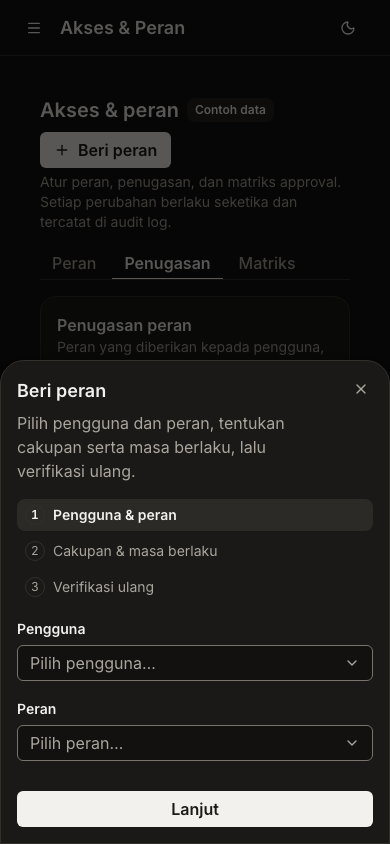 Akses & Peran
Akses & peran
Contoh data
Beri peran
Atur peran, penugasan, dan matriks approval.
Setiap perubahan berlaku seketika dan
tercatat di audit log.
Peran
Penugasan
Matriks
Penugasan peran
Peran yang diberikan kepada pengguna,
Beri peran
Pilih pengguna dan peran, tentukan
cakupan serta masa berlaku, lalu
verifikasi ulang.
1 Pengguna & peran
2 Cakupan & masa berlaku
3 Verifikasi ulang
Pengguna
Pilih pengguna...
Peran
Pilih peran...
Lanjut